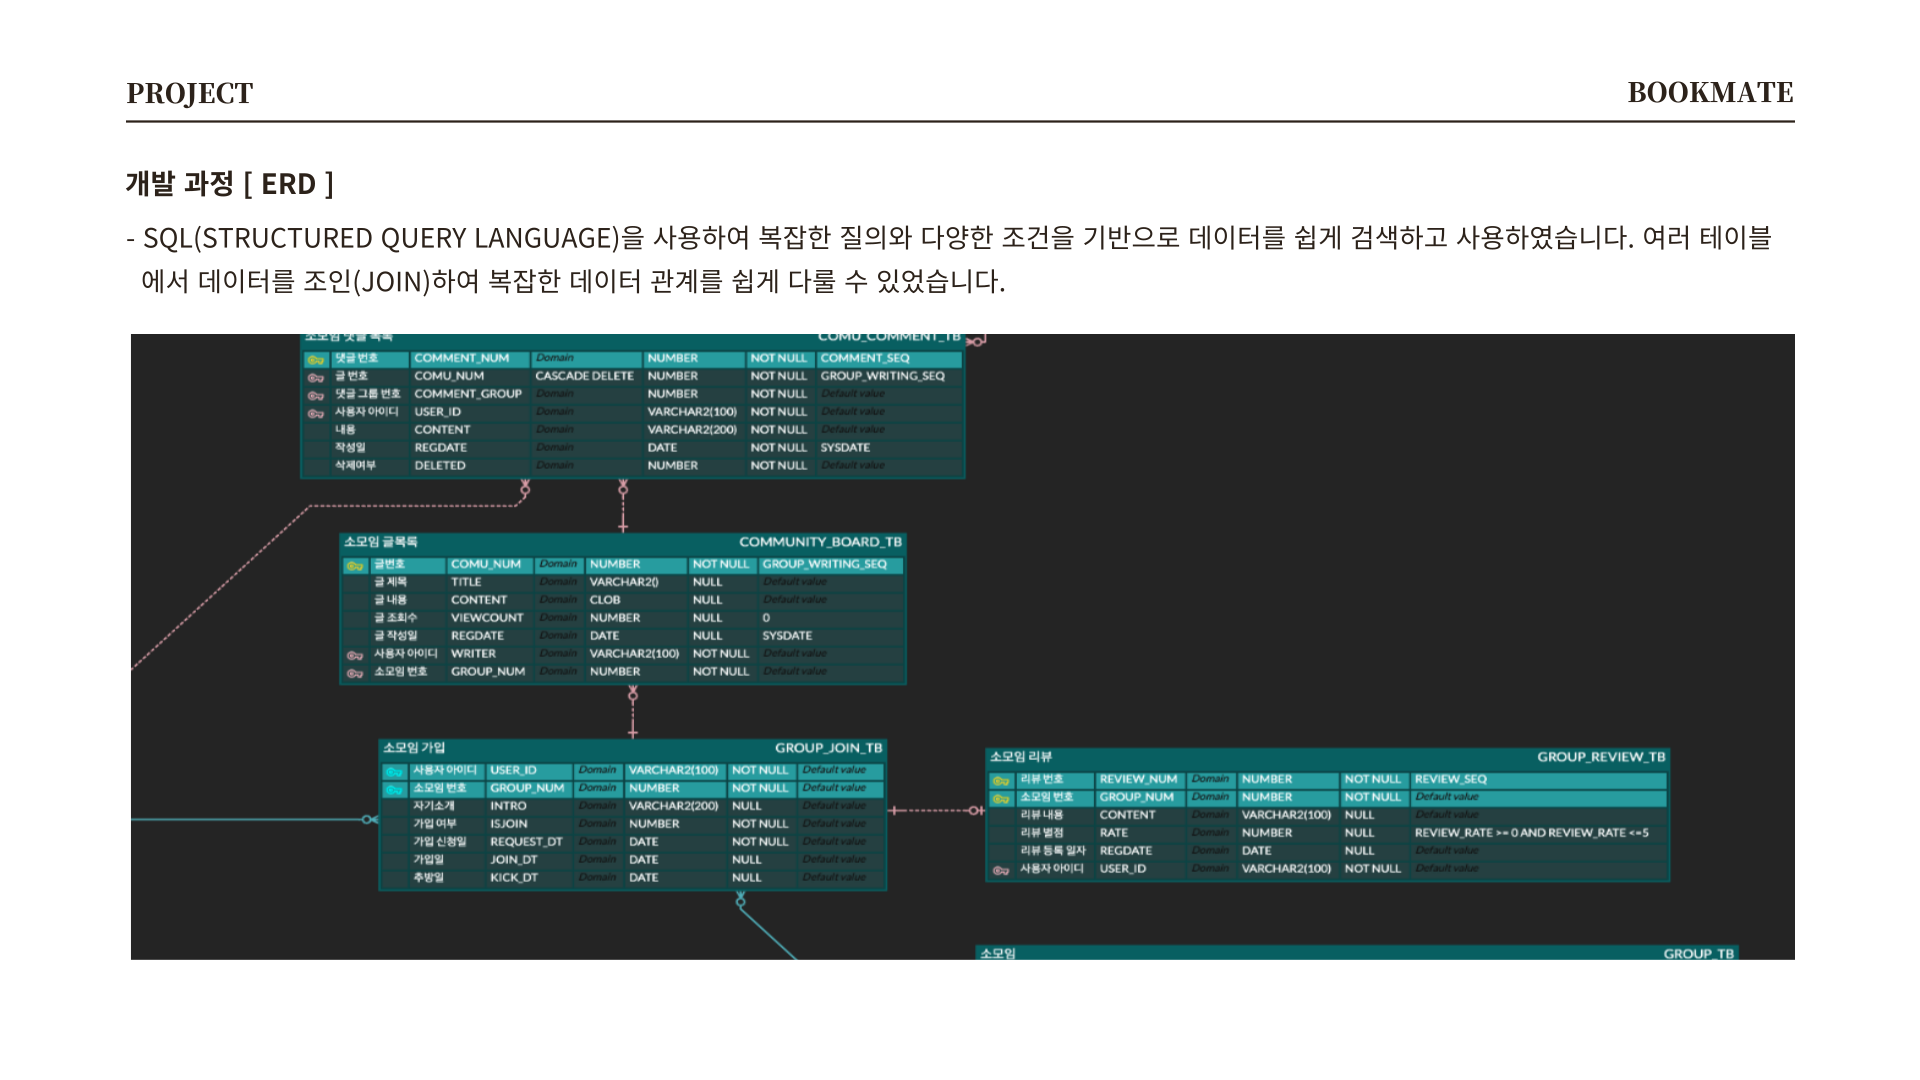 PROJECT
BOOKMATE
개발 과정 [ ERD ]
- SQL(STRUCTURED QUERY LANGUAGE)을 사용하여 복잡한 질의와 다양한 조건을 기반으로 데이터를 쉽게 검색하고 사용하였습니다. 여러 테이블
에서 데이터를 조인(JOIN)하여 복잡한 데이터 관계를 쉽게 다룰 수 있었습니다.
소모임 댓글 목록 COMU_COMMENT_TB
댓글 번호 COMMENT_NUM Domain NUMBER NOT NULL COMMENT_SEQ
글 번호 COMU_NUM CASCADE DELETE NUMBER NOT NULL GROUP_WRITING_SEQ
댓글 그룹 번호 COMMENT_GROUP Domain NUMBER NOT NULL Default value
사용자 아이디 USER_ID Domain VARCHAR2(100) NOT NULL Default value
내용 CONTENT Domain VARCHAR2(200) NOT NULL Default value
작성일 REGDATE Domain DATE NOT NULL SYSDATE
삭제여부 DELETED Domain NUMBER NOT NULL Default value
소모임 글목록 COMMUNITY_BOARD_TB
글번호 COMU_NUM Domain NUMBER NOT NULL GROUP_WRITING_SEQ
글 제목 TITLE Domain VARCHAR2() NULL Default value
글 내용 CONTENT Domain CLOB NULL Default value
글 조회수 VIEWCOUNT Domain NUMBER NULL 0
글 작성일 REGDATE Domain DATE NULL SYSDATE
사용자 아이디 WRITER Domain VARCHAR2(100) NOT NULL Default value
소모임 번호 GROUP_NUM Domain NUMBER NOT NULL Default value
소모임 가입 GROUP_JOIN_TB
사용자 아이디 USER_ID Domain VARCHAR2(100) NOT NULL Default value
소모임 번호 GROUP_NUM Domain NUMBER NOT NULL Default value
자기소개 INTRO Domain VARCHAR2(200) NULL Default value
가입 여부 ISJOIN Domain NUMBER NOT NULL Default value
가입 신청일 REQUEST_DT Domain DATE NOT NULL Default value
가입일 JOIN_DT Domain DATE NULL Default value
추방일 KICK_DT Domain DATE NULL Default value
소모임 리뷰 GROUP_REVIEW_TB
리뷰 번호 REVIEW_NUM Domain NUMBER NOT NULL REVIEW_SEQ
소모임 번호 GROUP_NUM Domain NUMBER NOT NULL Default value
리뷰 내용 CONTENT Domain VARCHAR2(100) NULL Default value
리뷰 별점 RATE Domain NUMBER NULL REVIEW_RATE >= 0 AND REVIEW_RATE <=5
리뷰 등록 일자 REGDATE Domain DATE NULL Default value
사용자 아이디 USER_ID Domain VARCHAR2(100) NOT NULL Default value
소모임 GROUP_TB